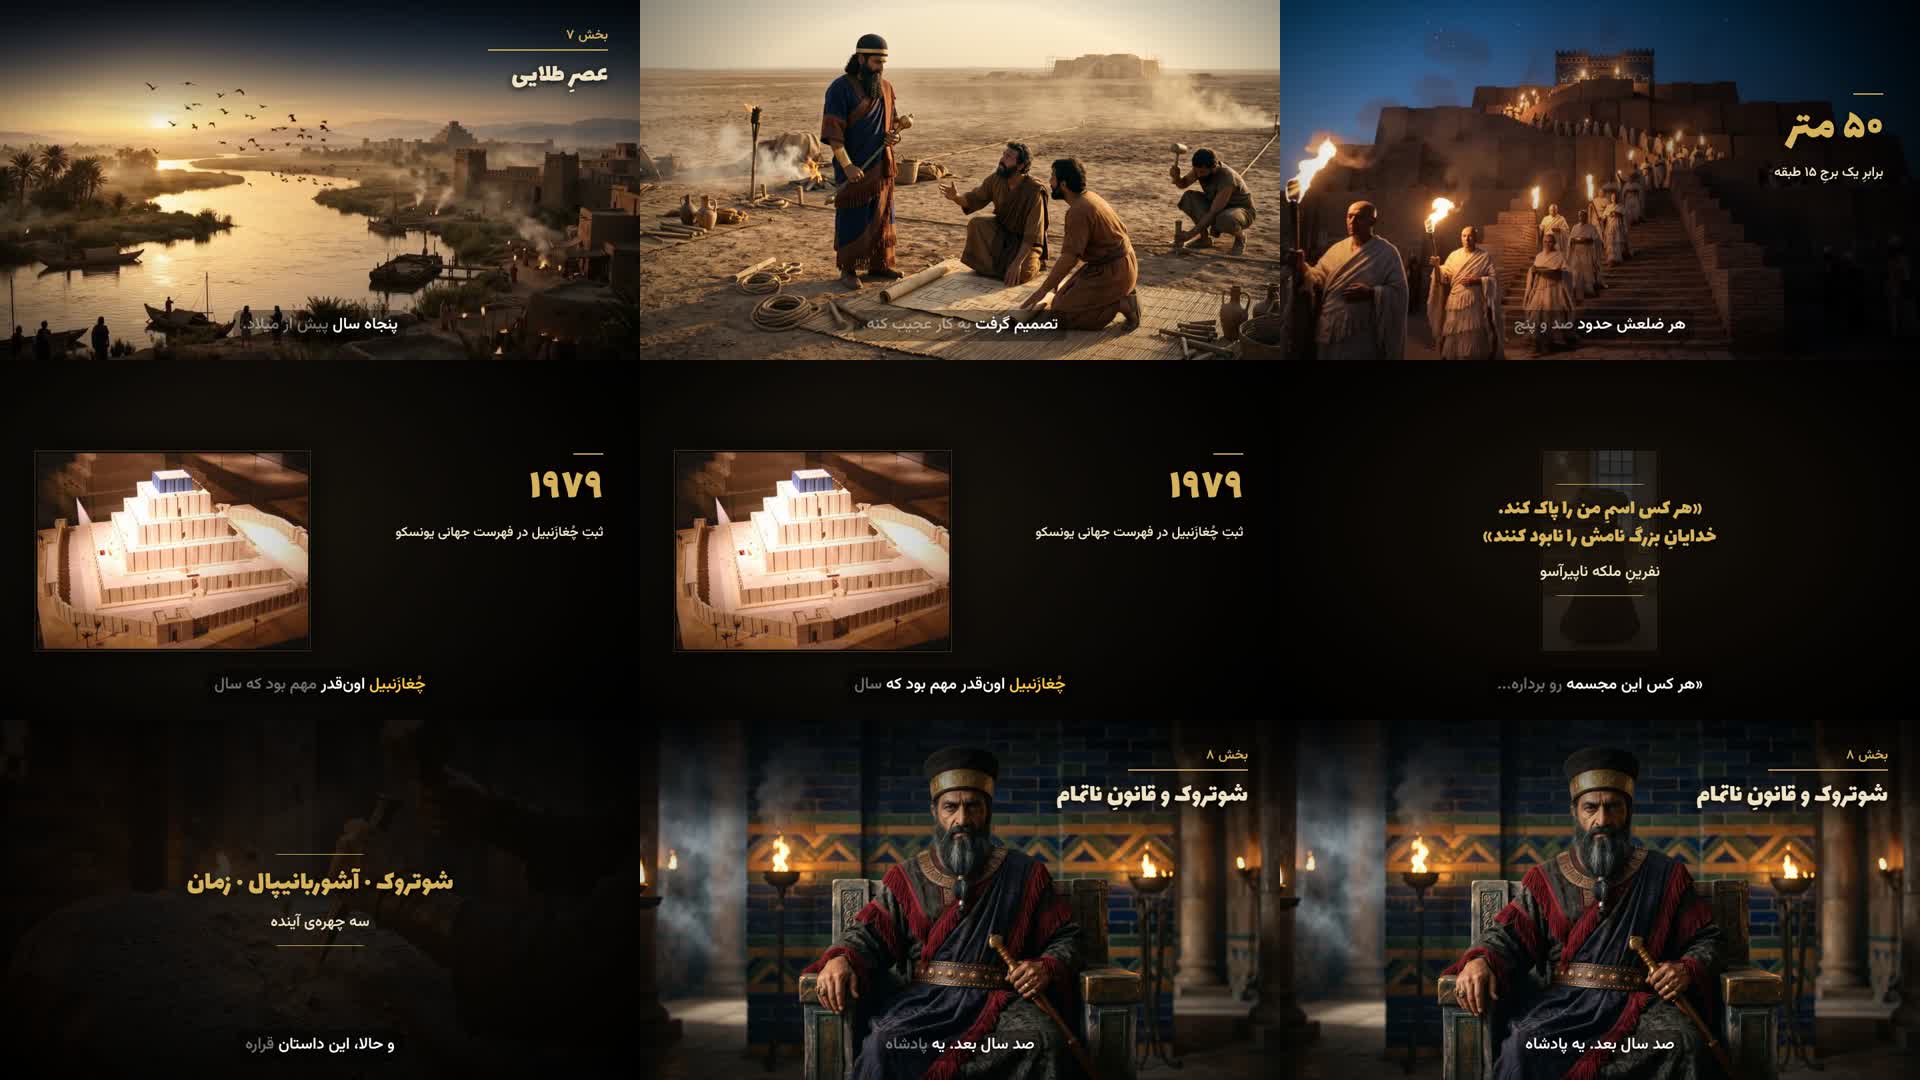 بخش ۷
عصرِ طلایی
پنجاه سال پیش از میلاد.
تصمیم گرفت یه کار عجیب کنه
۵۰ متر
برابرِ یک برجِ ۱۵ طبقه
هر ضلعش حدود صد و پنج
۱۹۷۹
ثبتِ چُغازَنبیل در فهرست جهانی یونسکو
چُغازَنبیل اون‌قدر مهم بود که سال
۱۹۷۹
ثبتِ چُغازَنبیل در فهرست جهانی یونسکو
چُغازَنبیل اون‌قدر مهم بود که سال
«هر کس اسمِ من را پاک کند.
خدایانِ بزرگ نامش را نابود کنند»
نفرینِ ملکه ناپیرآسو
«هر کس این مجسمه رو برداره...
شوتروک • آشوربانیپال • زمان
سه چهره‌ی آینده
و حالا، این داستان قراره
بخش ۸
شوتروک و قانونِ ناتمام
صد سال بعد. یه پادشاه
بخش ۸
شوتروک و قانونِ ناتمام
صد سال بعد. یه پادشاه